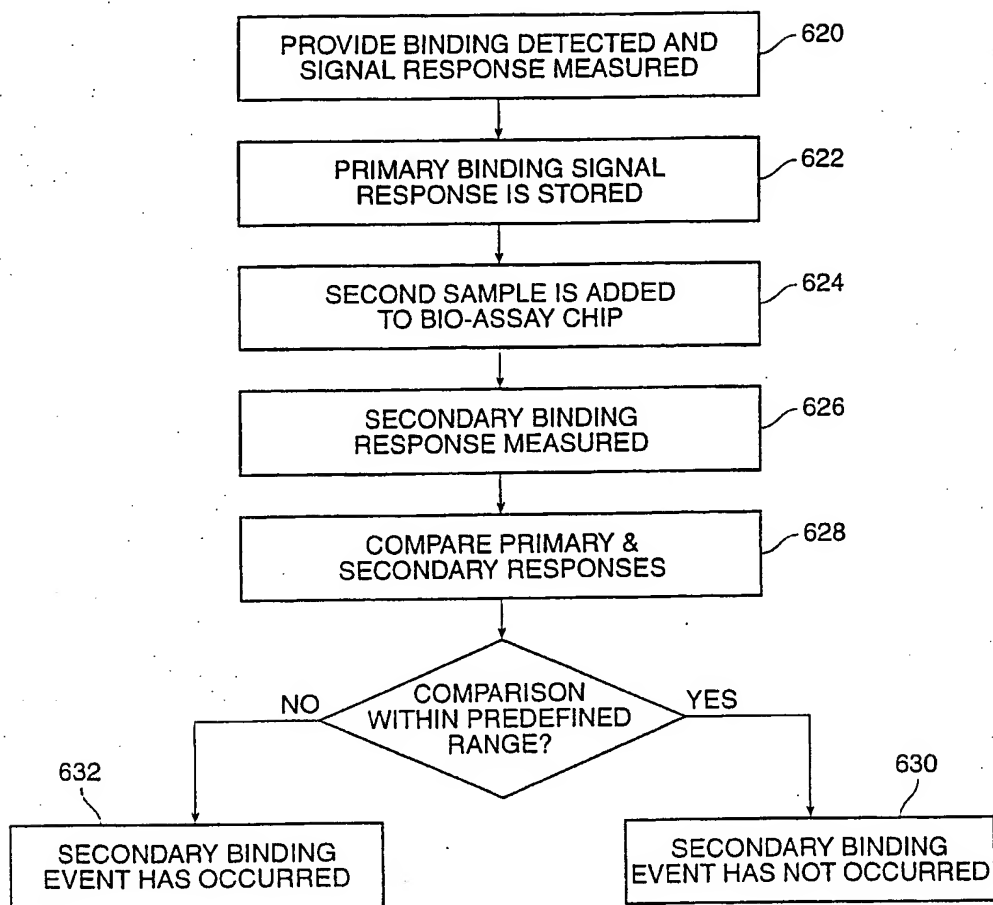 PROVIDE BINDING DETECTED AND
SIGNAL RESPONSE MEASURED
620
PRIMARY BINDING SIGNAL
RESPONSE IS STORED
622
SECOND SAMPLE IS ADDED
TO BIO-ASSAY CHIP
624
SECONDARY BINDING
RESPONSE MEASURED
626
COMPARE PRIMARY &
SECONDARY RESPONSES
628
COMPARISON
WITHIN PREDEFINED
RANGE?
NO
YES
632
SECONDARY BINDING
EVENT HAS OCCURRED
630
SECONDARY BINDING
EVENT HAS NOT OCCURRED